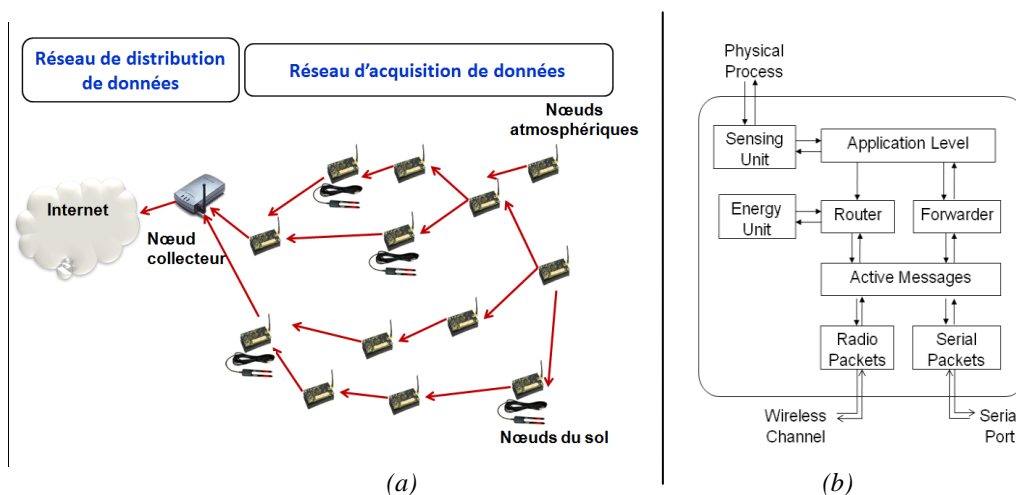 Réseau de distribution
de données
Réseau d'acquisition de données
Nœuds
atmosphériques
Internet
Nœud
collecteur
Nœuds du sol
(a)
Physical
Process
Sensing
Unit
Application Level
Energy
Unit
Router
Forwarder
Active Messages
Radio
Packets
Serial
Packets
Wireless
Channel
Serial
Port
(b)